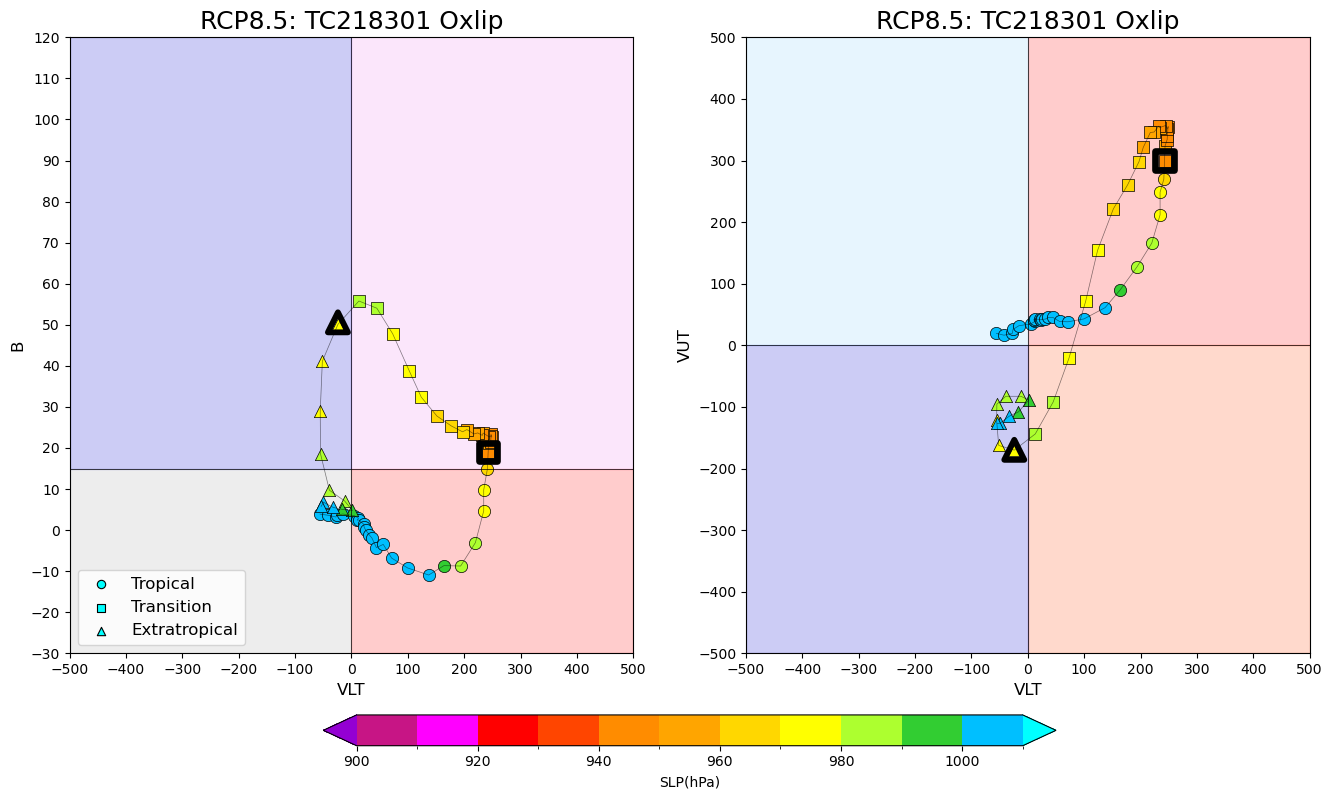 RCP8.5: TC218301 Oxlip
120
110
100
90
80
70
60
50
40
30
20
10
0
−10
−20
−30
B
Tropical
Transition
Extratropical
−500 −400 −300 −200 −100 0 100 200 300 400 500
VLT
RCP8.5: TC218301 Oxlip
500
400
300
200
100
0
−100
−200
−300
−400
−500
VUT
−500 −400 −300 −200 −100 0 100 200 300 400 500
VLT
900 920 940 960 980 1000
SLP(hPa)